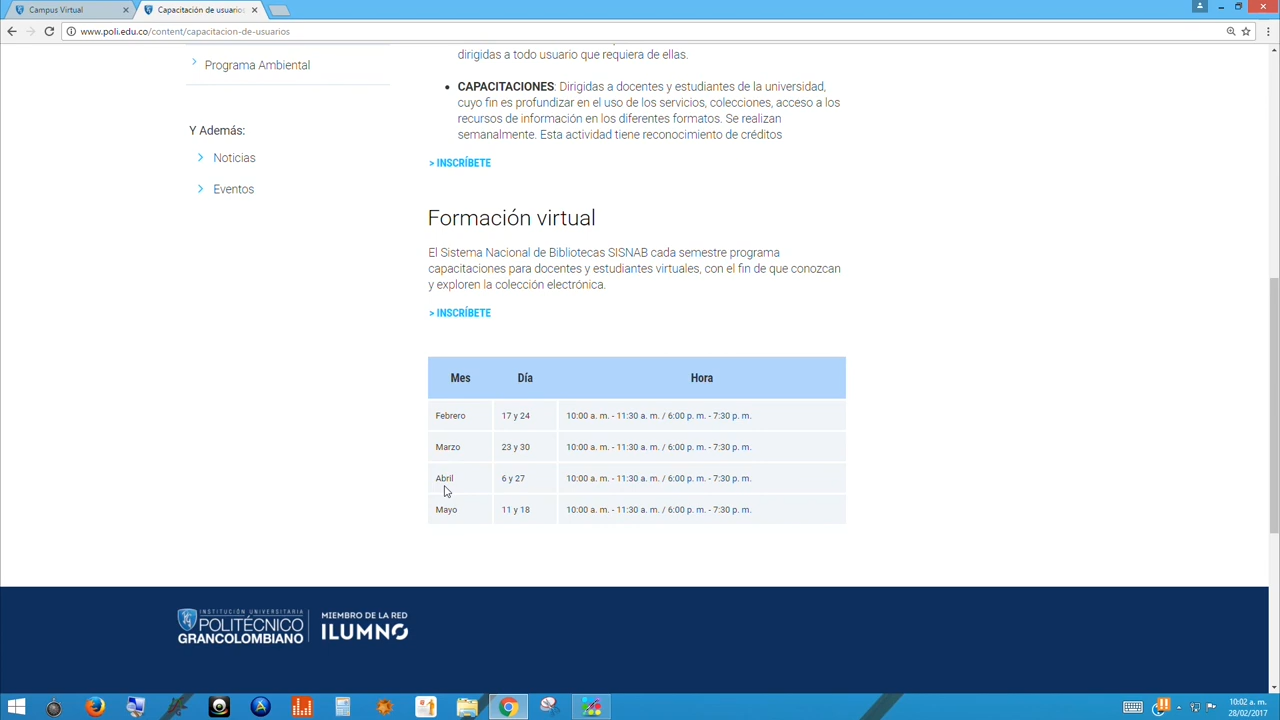 Campus Virtual
Capacitación de usuarios
www.poli.edu.co/content/capacitacion-de-usuarios
Programa Ambiental
Y Además:
Noticias
Eventos
dirigidas a todo usuario que requiera de ellas.
CAPACITACIONES: Dirigidas a docentes y estudiantes de la universidad,
cuyo fin es profundizar en el uso de los servicios, colecciones, acceso a los
recursos de información en los diferentes formatos. Se realizan
semanalmente. Esta actividad tiene reconocimiento de créditos
> INSCRÍBETE
Formación virtual
El Sistema Nacional de Bibliotecas SISNAB cada semestre programa
capacitaciones para docentes y estudiantes virtuales, con el fin de que conozcan
y exploren la colección electrónica.
> INSCRÍBETE
Mes Día Hora
Febrero 17 y 24 10:00 a. m. - 11:30 a. m. / 6:00 p. m. - 7:30 p. m.
Marzo 23 y 30 10:00 a. m. - 11:30 a. m. / 6:00 p. m. - 7:30 p. m.
Abril 6 y 27 10:00 a. m. - 11:30 a. m. / 6:00 p. m. - 7:30 p. m.
Mayo 11 y 18 10:00 a. m. - 11:30 a. m. / 6:00 p. m. - 7:30 p. m.
INSTITUCIÓN UNIVERSITARIA
POLITÉCNICO
GRANCOLOMBIANO
MIEMBRO DE LA RED
ILUMNO
10:02 a. m.
28/02/2017